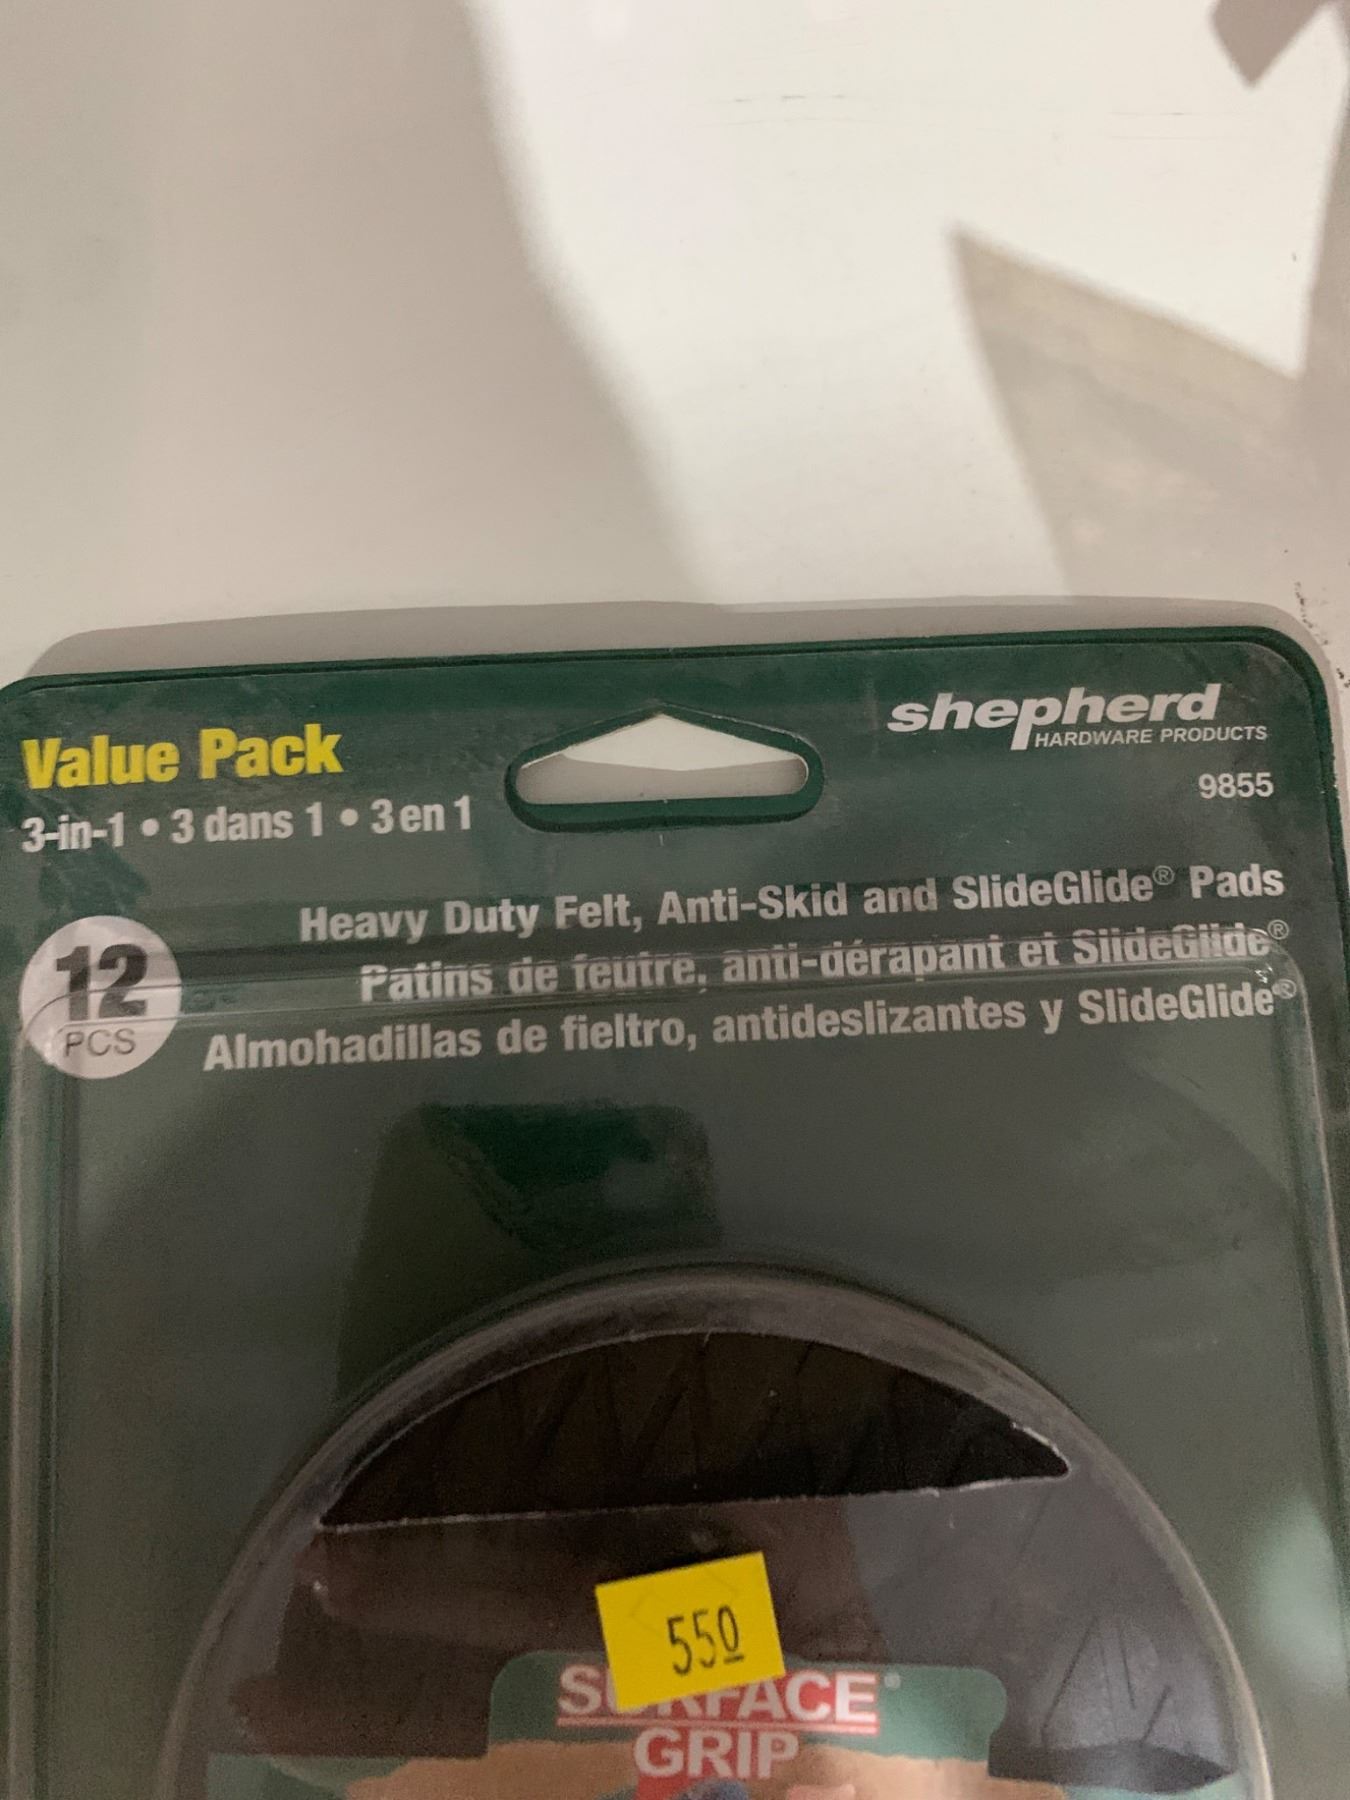 Value Pack
3-in-1 • 3 dans 1 • 3 en 1
shepherd
HARDWARE PRODUCTS
9855
12
PCS
Heavy Duty Felt, Anti-Skid and SlideGlide® Pads
Patins de feutre, anti-dérapant et SlideGlide®
Almohadillas de fieltro, antideslizantes y SlideGlide®
550
SURFACE®
GRIP